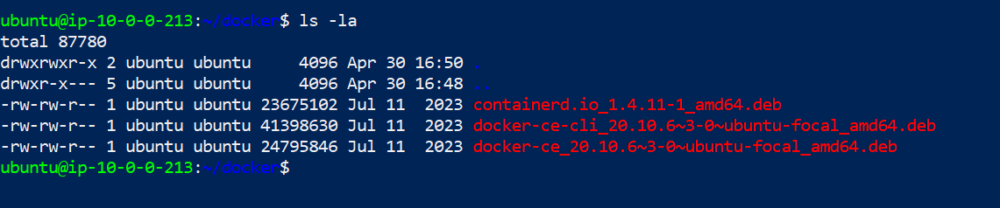 ubuntu@ip-10-0-0-213:~/docker$ ls -la
total 87780
drwxrwxr-x 2 ubuntu ubuntu     4096 Apr 30 16:50 .
drwxr-x--- 5 ubuntu ubuntu     4096 Apr 30 16:48 ..
-rw-rw-r-- 1 ubuntu ubuntu 23675102 Jul 11  2023 containerd.io_1.4.11-1_amd64.deb
-rw-rw-r-- 1 ubuntu ubuntu 41398630 Jul 11  2023 docker-ce-cli_20.10.6~3-0~ubuntu-focal_amd64.deb
-rw-rw-r-- 1 ubuntu ubuntu 24795846 Jul 11  2023 docker-ce_20.10.6~3-0~ubuntu-focal_amd64.deb
ubuntu@ip-10-0-0-213:~/docker$